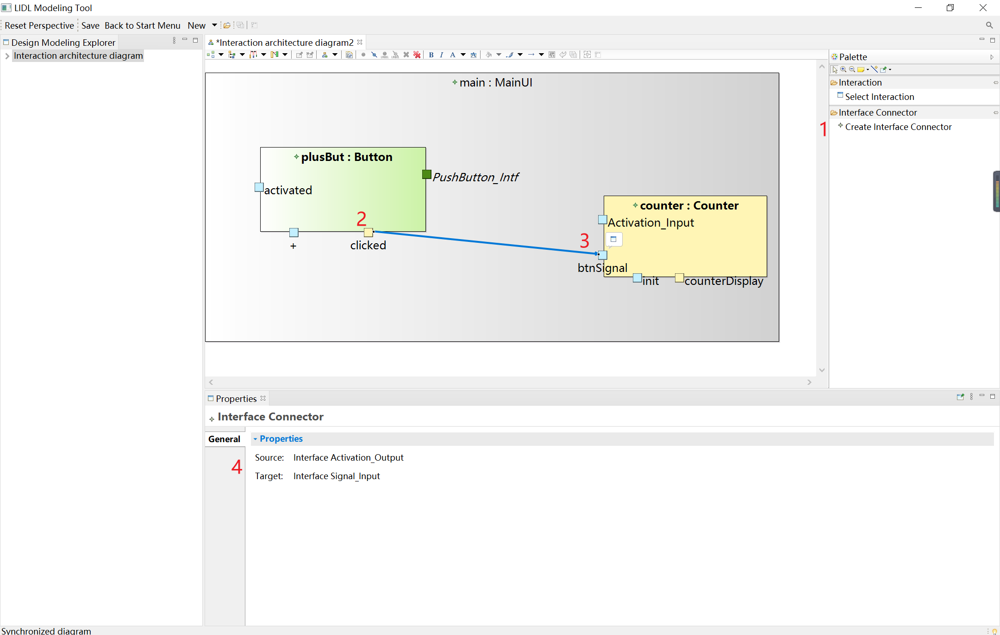 LIDL Modeling Tool
Reset Perspective Save Back to Start Menu New
Design Modeling Explorer
Interaction architecture diagram
*Interaction architecture diagram2
B I A A
main : MainUI
plusBut : Button
PushButton_Intf
activated
2
+
clicked
counter : Counter
Activation_Input
3
btnSignal
init
counterDisplay
Palette
Interaction
Select Interaction
Interface Connector
1
Create Interface Connector
Properties
Interface Connector
General
Properties
4
Source: Interface Activation_Output
Target: Interface Signal_Input
Synchronized diagram